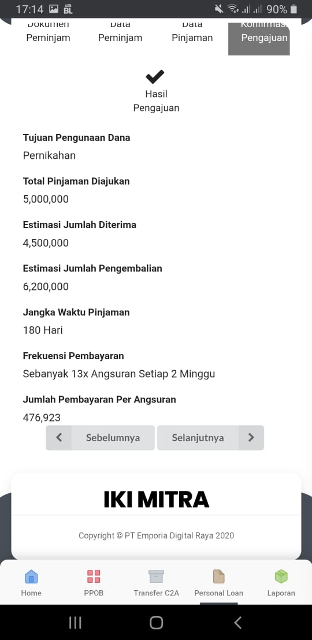 17:14
90%
Dokumen
Peminjam
Data
Peminjam
Data
Pinjaman
Konfirmasi
Pengajuan
Hasil
Pengajuan
Tujuan Pengunaan Dana
Pernikahan
Total Pinjaman Diajukan
5,000,000
Estimasi Jumlah Diterima
4,500,000
Estimasi Jumlah Pengembalian
6,200,000
Jangka Waktu Pinjaman
180 Hari
Frekuensi Pembayaran
Sebanyak 13x Angsuran Setiap 2 Minggu
Jumlah Pembayaran Per Angsuran
476,923
Sebelumnya
Selanjutnya
IKI MITRA
Copyright © PT Emporia Digital Raya 2020
Home
PPOB
Transfer C2A
Personal Loan
Laporan